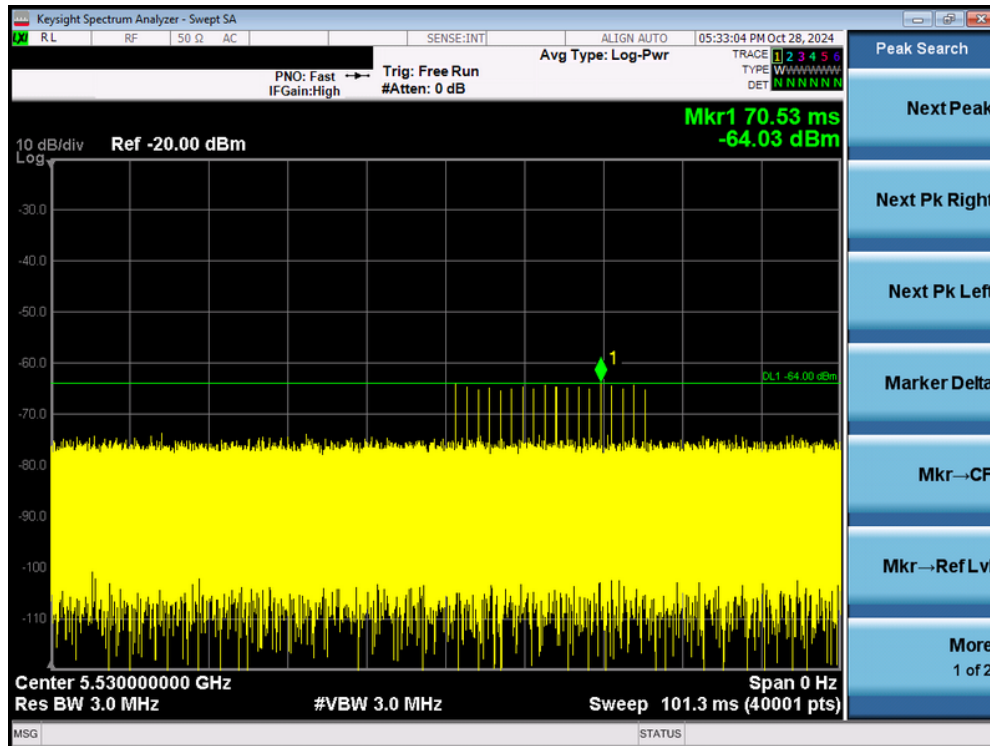 Keysight Spectrum Analyzer - Swept SA
LXI RL RF 50 Ω AC SENSE:INT ALIGN AUTO 05:33:04 PM Oct 28, 2024
Avg Type: Log-Pwr
TRACE 1 2 3 4 5 6
PNO: Fast Trig: Free Run
TYPE WWWWWWW
IFGain:High #Atten: 0 dB
DET N N N N N N
Mkr1 70.53 ms
-64.03 dBm
10 dB/div Ref -20.00 dBm
Log
-30.0
-40.0
-50.0
-60.0
1
DL1 -64.00 dBm
-70.0
-80.0
-90.0
-100
-110
Center 5.530000000 GHz Span 0 Hz
Res BW 3.0 MHz #VBW 3.0 MHz Sweep 101.3 ms (40001 pts)
MSG STATUS
Peak Search
Next Peak
Next Pk Right
Next Pk Left
Marker Delta
Mkr→CF
Mkr→Ref Lvl
More
1 of 2